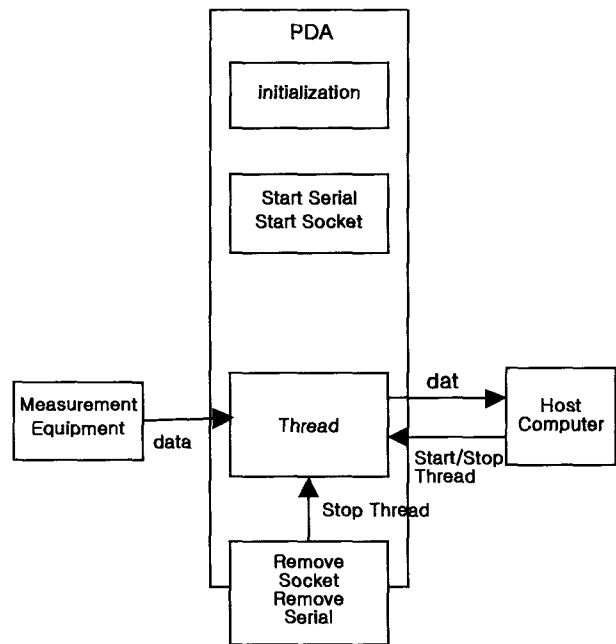 PDA
initialization
Start Serial
Start Socket
Measurement
Equipment
data
Thread
dat
Host
Computer
Start/Stop
Thread
Stop Thread
Remove
Socket
Remove
Serial